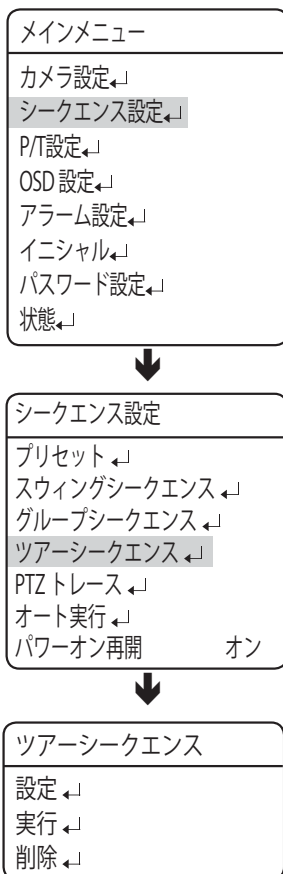 メインメニュー
カメラ設定↵
シークエンス設定↵
P/T設定↵
OSD 設定↵
アラーム設定↵
イニシャル↵
パスワード設定↵
状態↵
シークエンス設定
プリセット ↵
スウィングシークエンス ↵
グループシークエンス ↵
ツアーシークエンス ↵
PTZ トレース ↵
オート実行 ↵
パワーオン再開 オン
ツアーシークエンス
設定 ↵
実行 ↵
削除 ↵